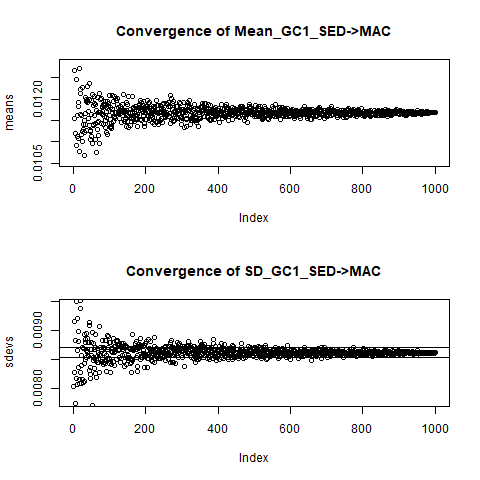 Convergence of Mean_GC1_SED->MAC
means
0.0120
0.0105
0 200 400 600 800 1000
Index
Convergence of SD_GC1_SED->MAC
sdevs
0.0090
0.0080
0 200 400 600 800 1000
Index